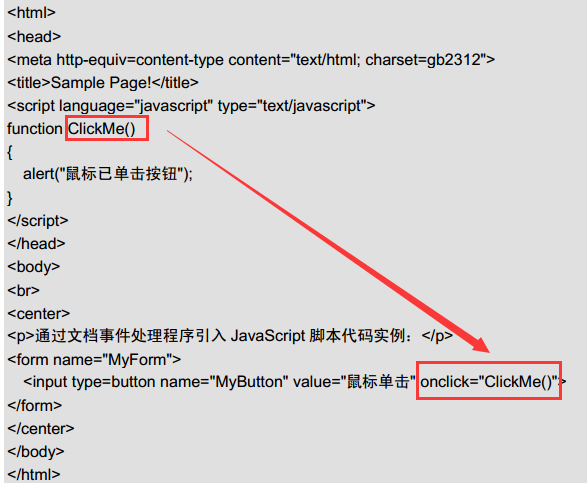 <html>
<head>
<meta http-equiv=content-type content="text/html; charset=gb2312">
<title>Sample Page!</title>
<script language="javascript" type="text/javascript">
function ClickMe()
{
    alert("鼠标已单击按钮");
}
</script>
</head>
<body>
<br>
<center>
<p>通过文档事件处理程序引入 JavaScript 脚本代码实例：</p>
<form name="MyForm">
    <input type=button name="MyButton" value="鼠标单击" onclick="ClickMe()">
</form>
</center>
</body>
</html>